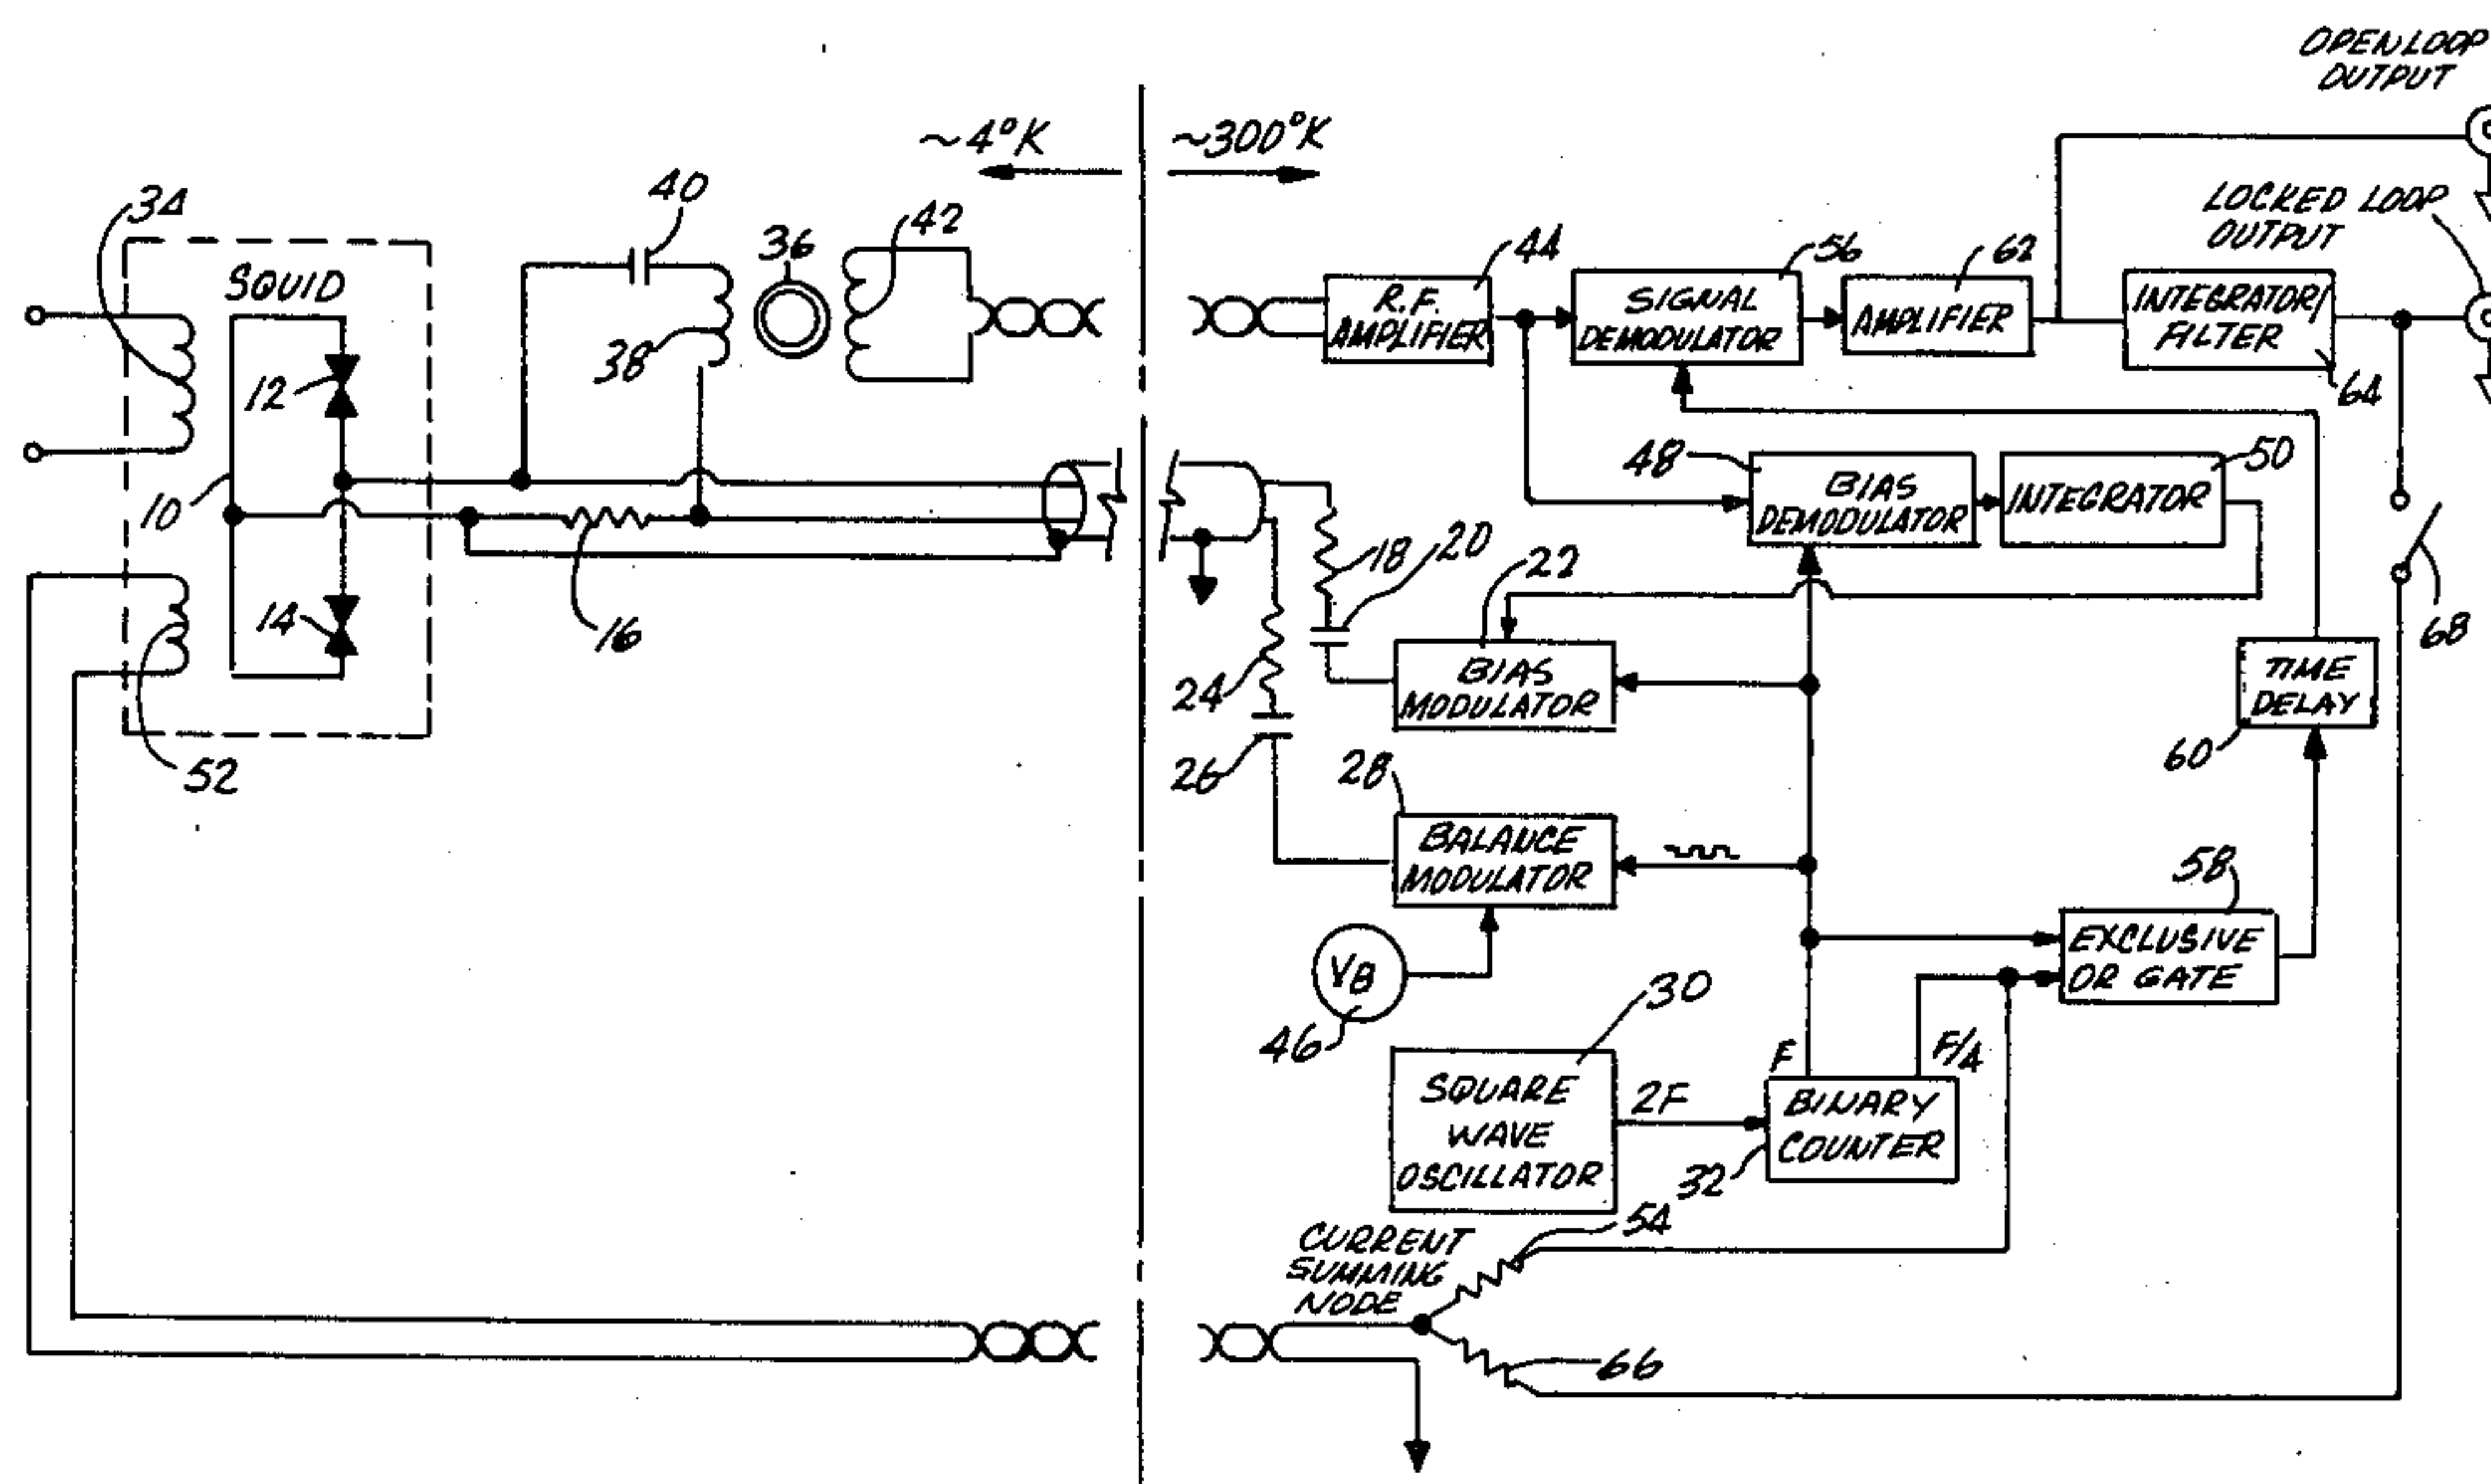 OPEN LOOP
OUTPUT
~4°K
~300°K
LOCKED LOOP
OUTPUT
34
40
36
42
44
56
62
SQUID
R.F.
AMPLIFIER
SIGNAL
DEMODULATOR
AMPLIFIER
INTEGRATOR/
FILTER
38
64
12
48
50
BIAS
DEMODULATOR
INTEGRATOR
10
18
20
22
14
16
68
24
BIAS
MODULATOR
TIME
DELAY
52
26
28
60
BALANCE
MODULATOR
58
VB
EXCLUSIVE
OR GATE
46
30
F
F/4
SQUARE
WAVE
OSCILLATOR
2F
BINARY
COUNTER
32
54
CURRENT
SUMMING
NODE
66